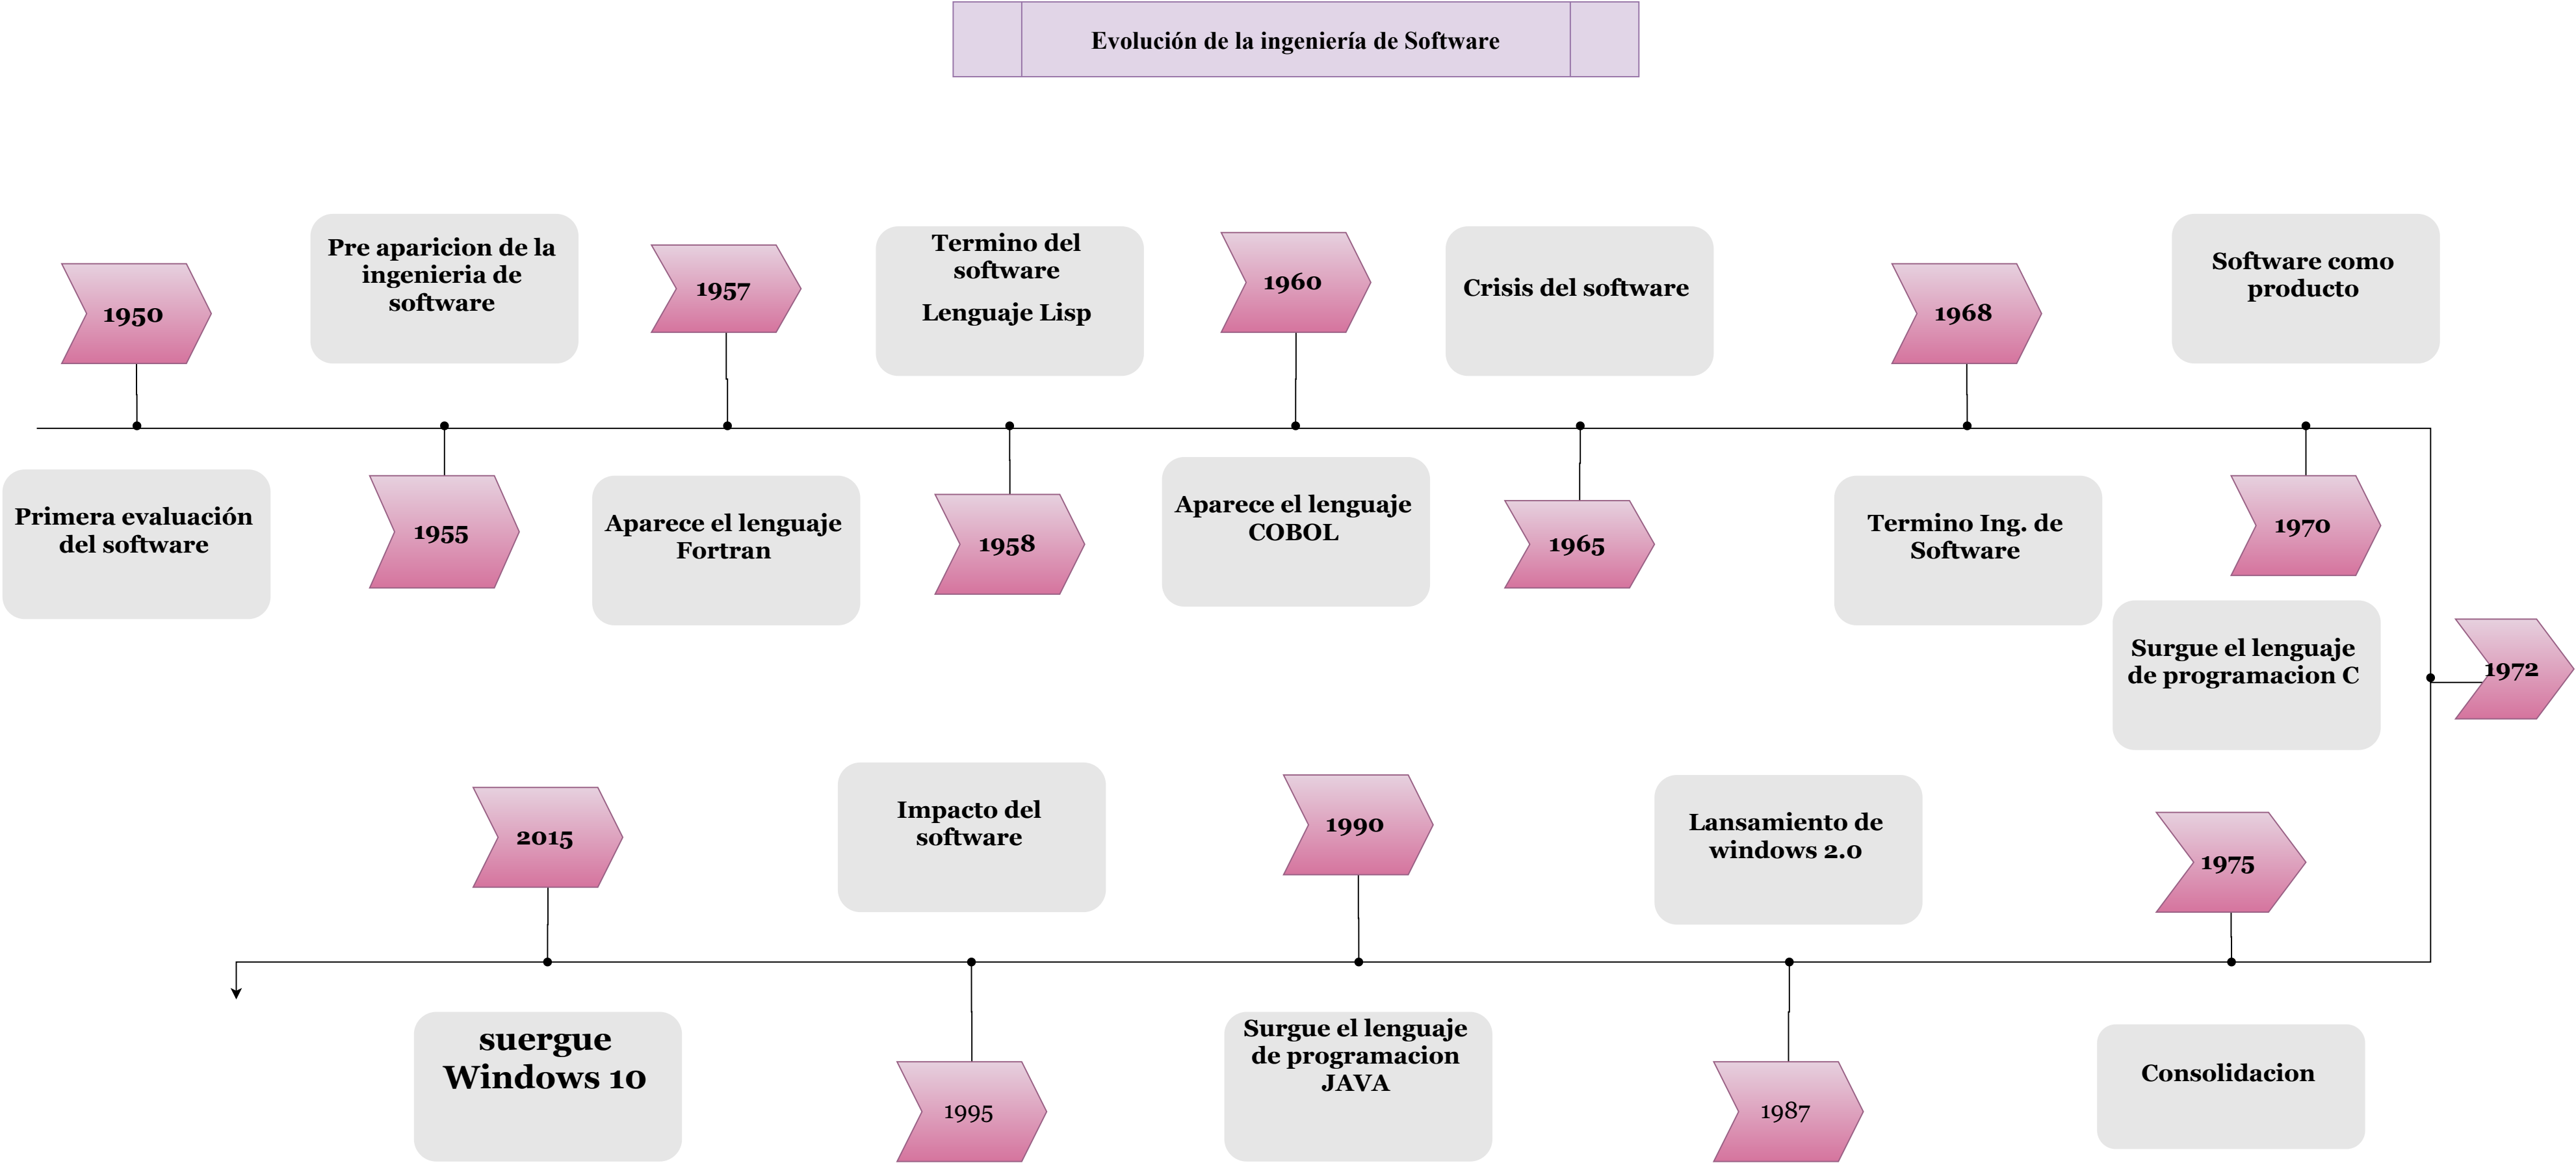 Evolución de la ingeniería de Software
1950
Primera evaluación
del software
Pre aparicion de la
ingenieria de
software
1955
1957
Aparece el lenguaje
Fortran
Termino del
software
Lenguaje Lisp
1958
1960
Aparece el lenguaje
COBOL
Crisis del software
1965
1968
Termino Ing. de
Software
Software como
producto
1970
1972
Surgue el lenguaje
de programacion C
1975
Consolidacion
Lansamiento de
windows 2.0
1987
1990
Surgue el lenguaje
de programacion
JAVA
Impacto del
software
1995
2015
suergue
Windows 10